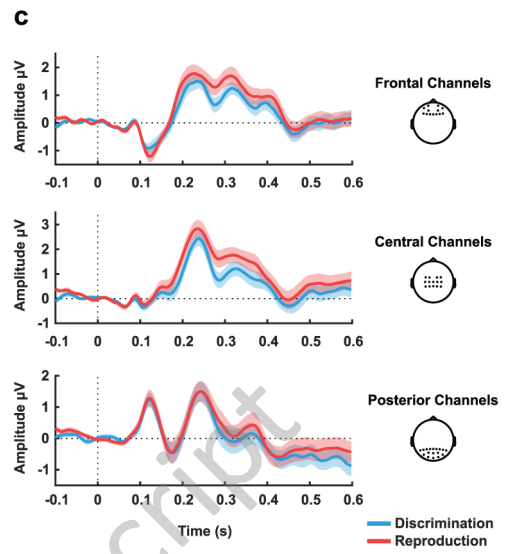 C
Amplitude µV
2
1
0
-1
-0.1 0 0.1 0.2 0.3 0.4 0.5 0.6
Frontal Channels
Amplitude µV
3
2
1
0
-1
-0.1 0 0.1 0.2 0.3 0.4 0.5 0.6
Central Channels
Amplitude µV
2
1
0
-1
-0.1 0 0.1 0.2 0.3 0.4 0.5 0.6
Time (s)
Posterior Channels
Discrimination
Reproduction
cript